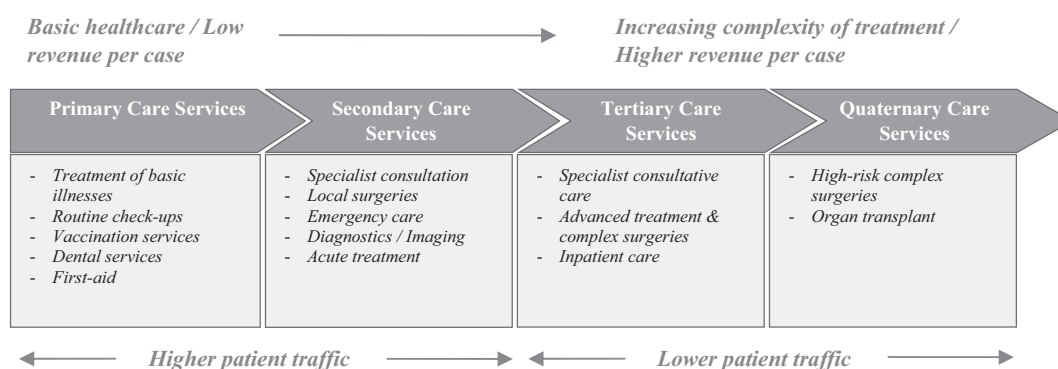 Basic healthcare / Low
revenue per case
Increasing complexity of treatment /
Higher revenue per case
Primary Care Services
Secondary Care
Services
Tertiary Care
Services
Quaternary Care
Services
- Treatment of basic
illnesses
- Routine check-ups
- Vaccination services
- Dental services
- First-aid
- Specialist consultation
- Local surgeries
- Emergency care
- Diagnostics / Imaging
- Acute treatment
- Specialist consultative
care
- Advanced treatment &
complex surgeries
- Inpatient care
- High-risk complex
surgeries
- Organ transplant
Higher patient traffic
Lower patient traffic